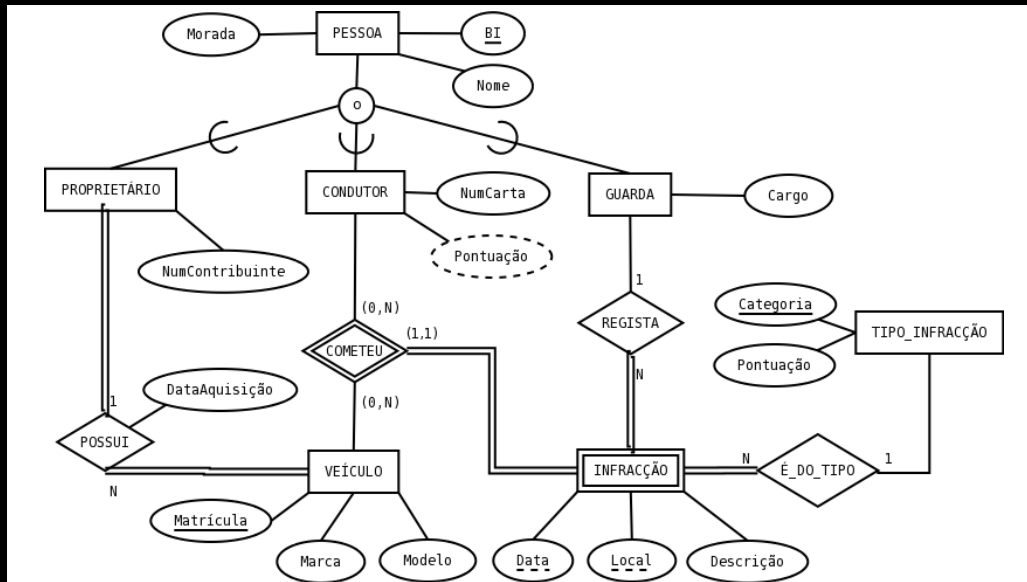 Morada
PESSOA
BI
Nome
o
PROPRIETÁRIO
CONDUTOR
NumCarta
GUARDA
Cargo
Pontuação
NumContribuinte
1
Categoria
(0,N)
REGISTA
TIPO_INFRACÇÃO
(1,1)
COMETEU
Pontuação
N
DataAquisição
1
(0,N)
POSSUI
N
VEÍCULO
INFRACÇÃO
N
É_DO_TIPO
1
Matrícula
Marca
Modelo
Data
Local
Descrição